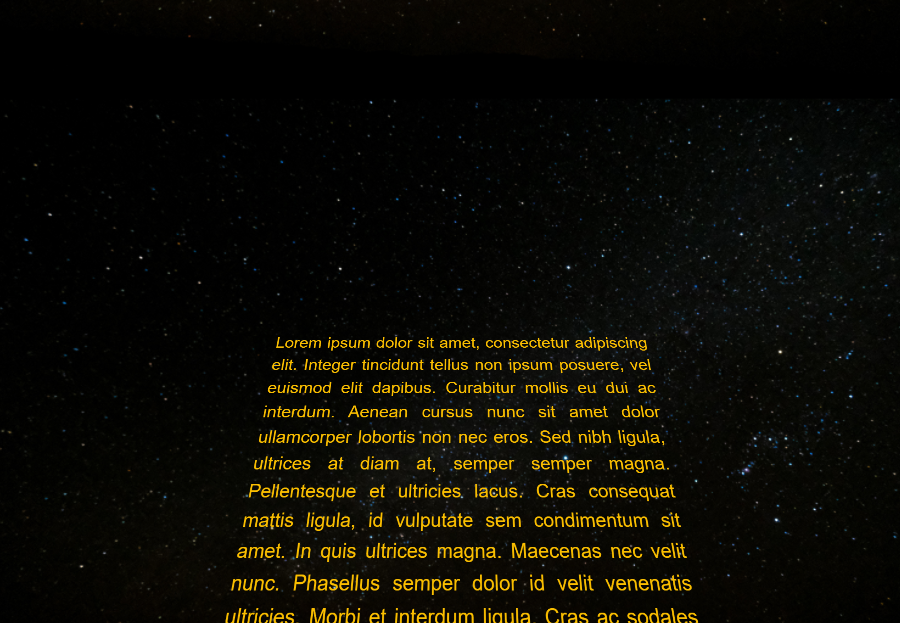 Lorem ipsum dolor sit amet, consectetur adipiscing
elit. Integer tincidunt tellus non ipsum posuere, vel
euismod elit dapibus. Curabitur mollis eu dui ac
interdum. Aenean cursus nunc sit amet dolor
ullamcorper lobortis non nec eros. Sed nibh ligula,
ultrices at diam at, semper semper magna.
Pellentesque et ultricies lacus. Cras consequat
mattis ligula, id vulputate sem condimentum sit
amet. In quis ultrices magna. Maecenas nec velit
nunc. Phasellus semper dolor id velit venenatis
ultricies. Morbi et interdum ligula. Cras ac sodales